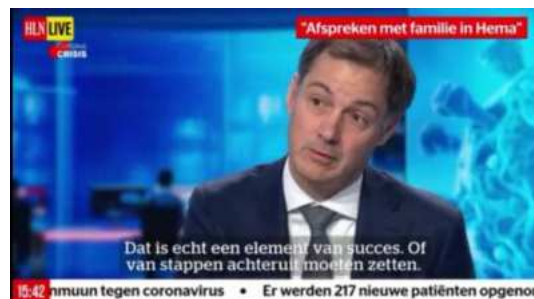 HLN LIVE
"Afspreken met familie in Hema"
CRISIS
Dat is echt een element van succes. Of
van stappen achteruit moeten zetten.
15:42 nmuun tegen coronavirus • Er werden 217 nieuwe patiënten opgenor